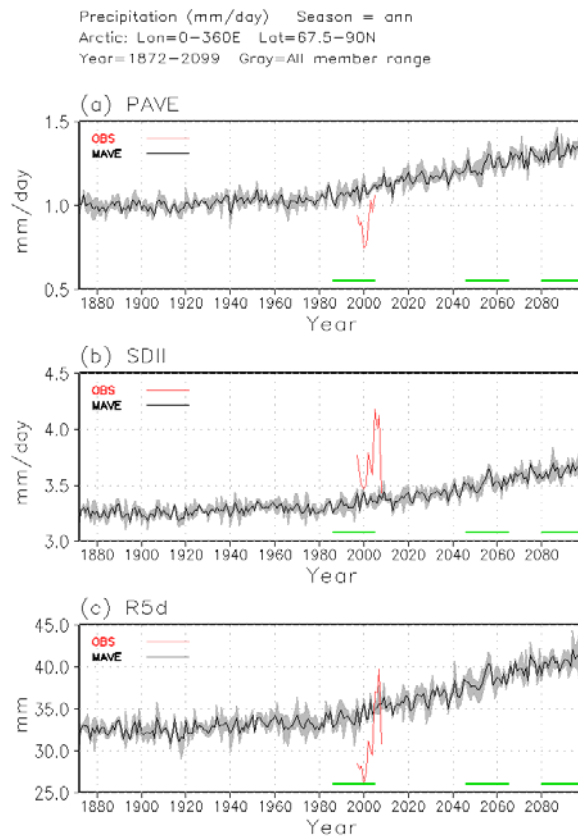 Precipitation (mm/day) Season = ann
Arctic: Lon=0-360E Lat=67.5-90N
Year=1872-2099 Gray=All member range
(a) PAVE
1.5
OBS
MAVE
1.0
mm/day
0.5
1880 1900 1920 1940 1960 1980 2000 2020 2040 2060 2080
Year
(b) SDII
4.5
OBS
MAVE
4.0
mm/day
3.5
3.0
1880 1900 1920 1940 1960 1980 2000 2020 2040 2060 2080
Year
(c) R5d
45.0
OBS
MAVE
40.0
mm
35.0
30.0
25.0
1880 1900 1920 1940 1960 1980 2000 2020 2040 2060 2080
Year